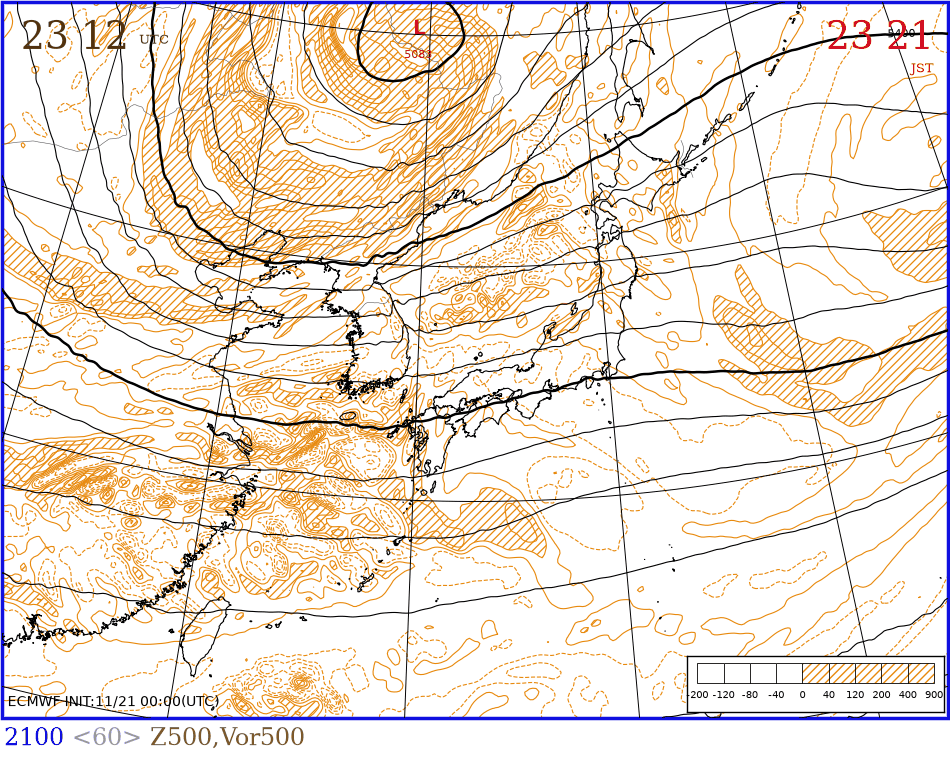 23 12 UTC
23 21 JST
L
5083
5400
-200 -120 -80 -40 0 40 120 200 400 900
ECMWF INIT:11/21 00:00(UTC)
2100 <60> Z500,Vor500